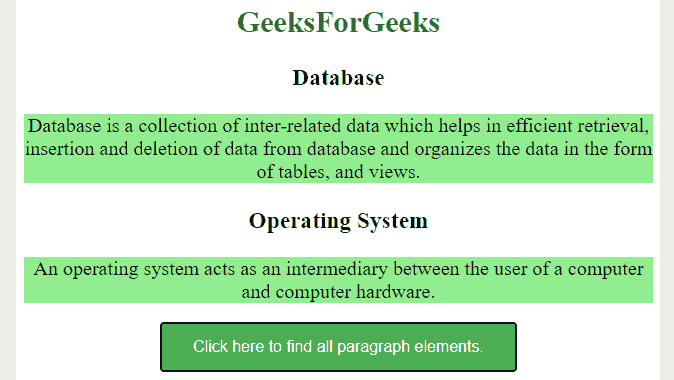 GeeksForGeeks
Database
Database is a collection of inter-related data which helps in efficient retrieval,
insertion and deletion of data from database and organizes the data in the form
of tables, and views.
Operating System
An operating system acts as an intermediary between the user of a computer
and computer hardware.
Click here to find all paragraph elements.